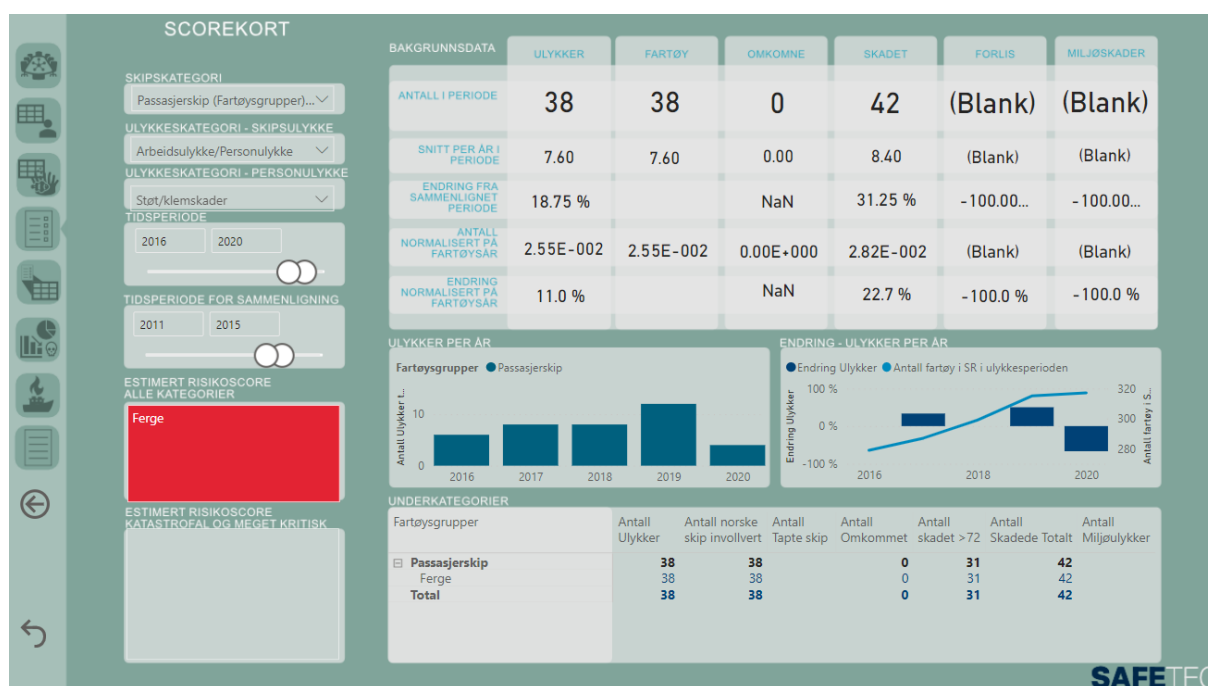 SCOREKORT
SKIPSKATEGORI
Passasjerskip (Fartøysgrupper)...
ULYKKESKATEGORI - SKIPSULYKKE
Arbeidsulykke/Personulykke
ULYKKESKATEGORI - PERSONULYKKE
Støt/klemskader
TIDSPERIODE
2016 2020
TIDSPERIODE FOR SAMMENLIGNING
2011 2015
ESTIMERT RISIKOSCORE
ALLE KATEGORIER
Ferge
ESTIMERT RISIKOSCORE
KATASTROFAL OG MEGET KRITISK
BAKGRUNNSDATA ULYKKER FARTØY OMKOMNE SKADET FORLIS MILJØSKADER
ANTALL I PERIODE 38 38 0 42 (Blank) (Blank)
SNITT PER ÅR I
PERIODE 7.60 7.60 0.00 8.40 (Blank) (Blank)
ENDRING FRA
SAMMENLIGNET
PERIODE 18.75 % NaN 31.25 % -100.00... -100.00...
ANTALL
NORMALISERT PÅ
FARTØYSÅR 2.55E-002 2.55E-002 0.00E+000 2.82E-002 (Blank) (Blank)
ENDRING
NORMALISERT PÅ
FARTØYSÅR 11.0 % NaN 22.7 % -100.0 % -100.0 %
ULYKKER PER ÅR
Fartøysgrupper Passasjerskip
Antall Ulykker t...
10
0
2016 2017 2018 2019 2020
ENDRING - ULYKKER PER ÅR
Endring Ulykker Antall fartøy i SR i ulykkesperioden
Endring Ulykker
100 %
0 %
-100 %
2016 2018 2020
320
300
280
Antall fartøy i S...
UNDERKATEGORIER
Fartøysgrupper Antall Antall norske Antall Antall Antall Antall Antall
Ulykker skip involvert Tapte skip Omkommet skadet >72 Skadede Totalt Miljøulykker
Passasjerskip 38 38 0 31 42
Ferge 38 38 0 31 42
Total 38 38 0 31 42
SAFETEC